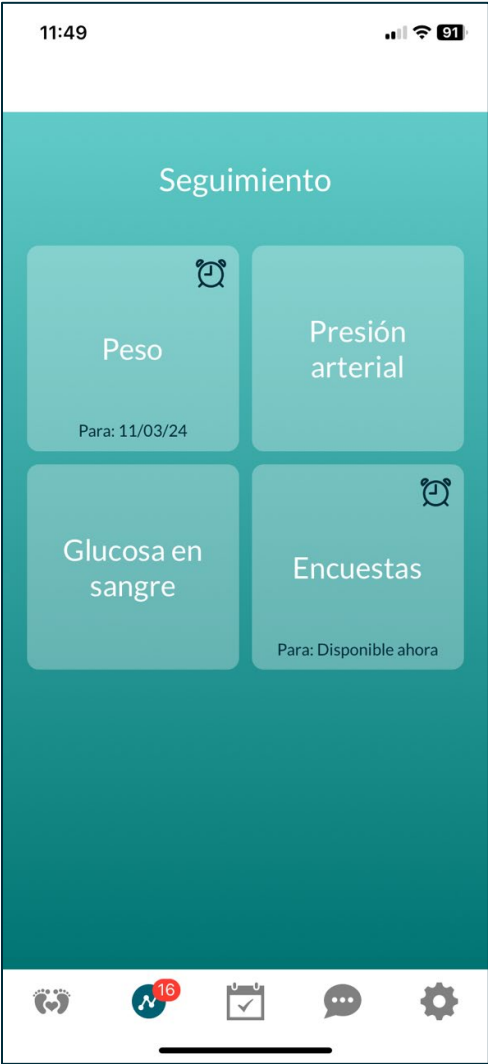 11:49
91
Seguimiento
Peso
Para: 11/03/24
Presión
arterial
Glucosa en
sangre
Encuestas
Para: Disponible ahora
16